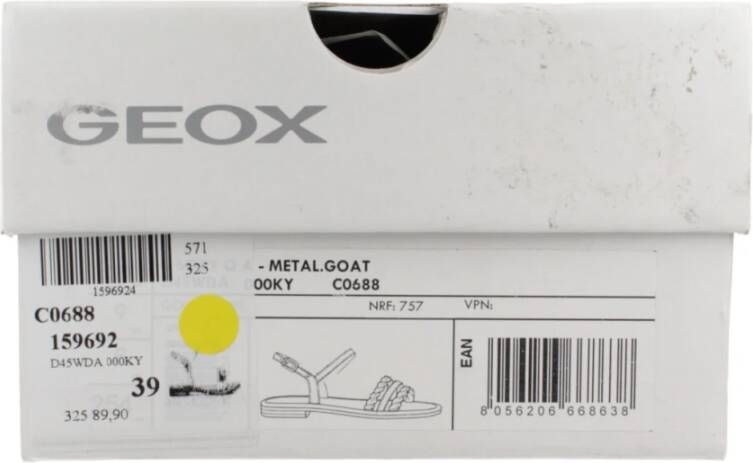 GEOX
571
325
1596924
- METAL.GOAT
000KY C0688
C0688
159692
D45WDA 000KY
NRF: 757 VPN:
39
325 89,90
EAN
8 056206 668638